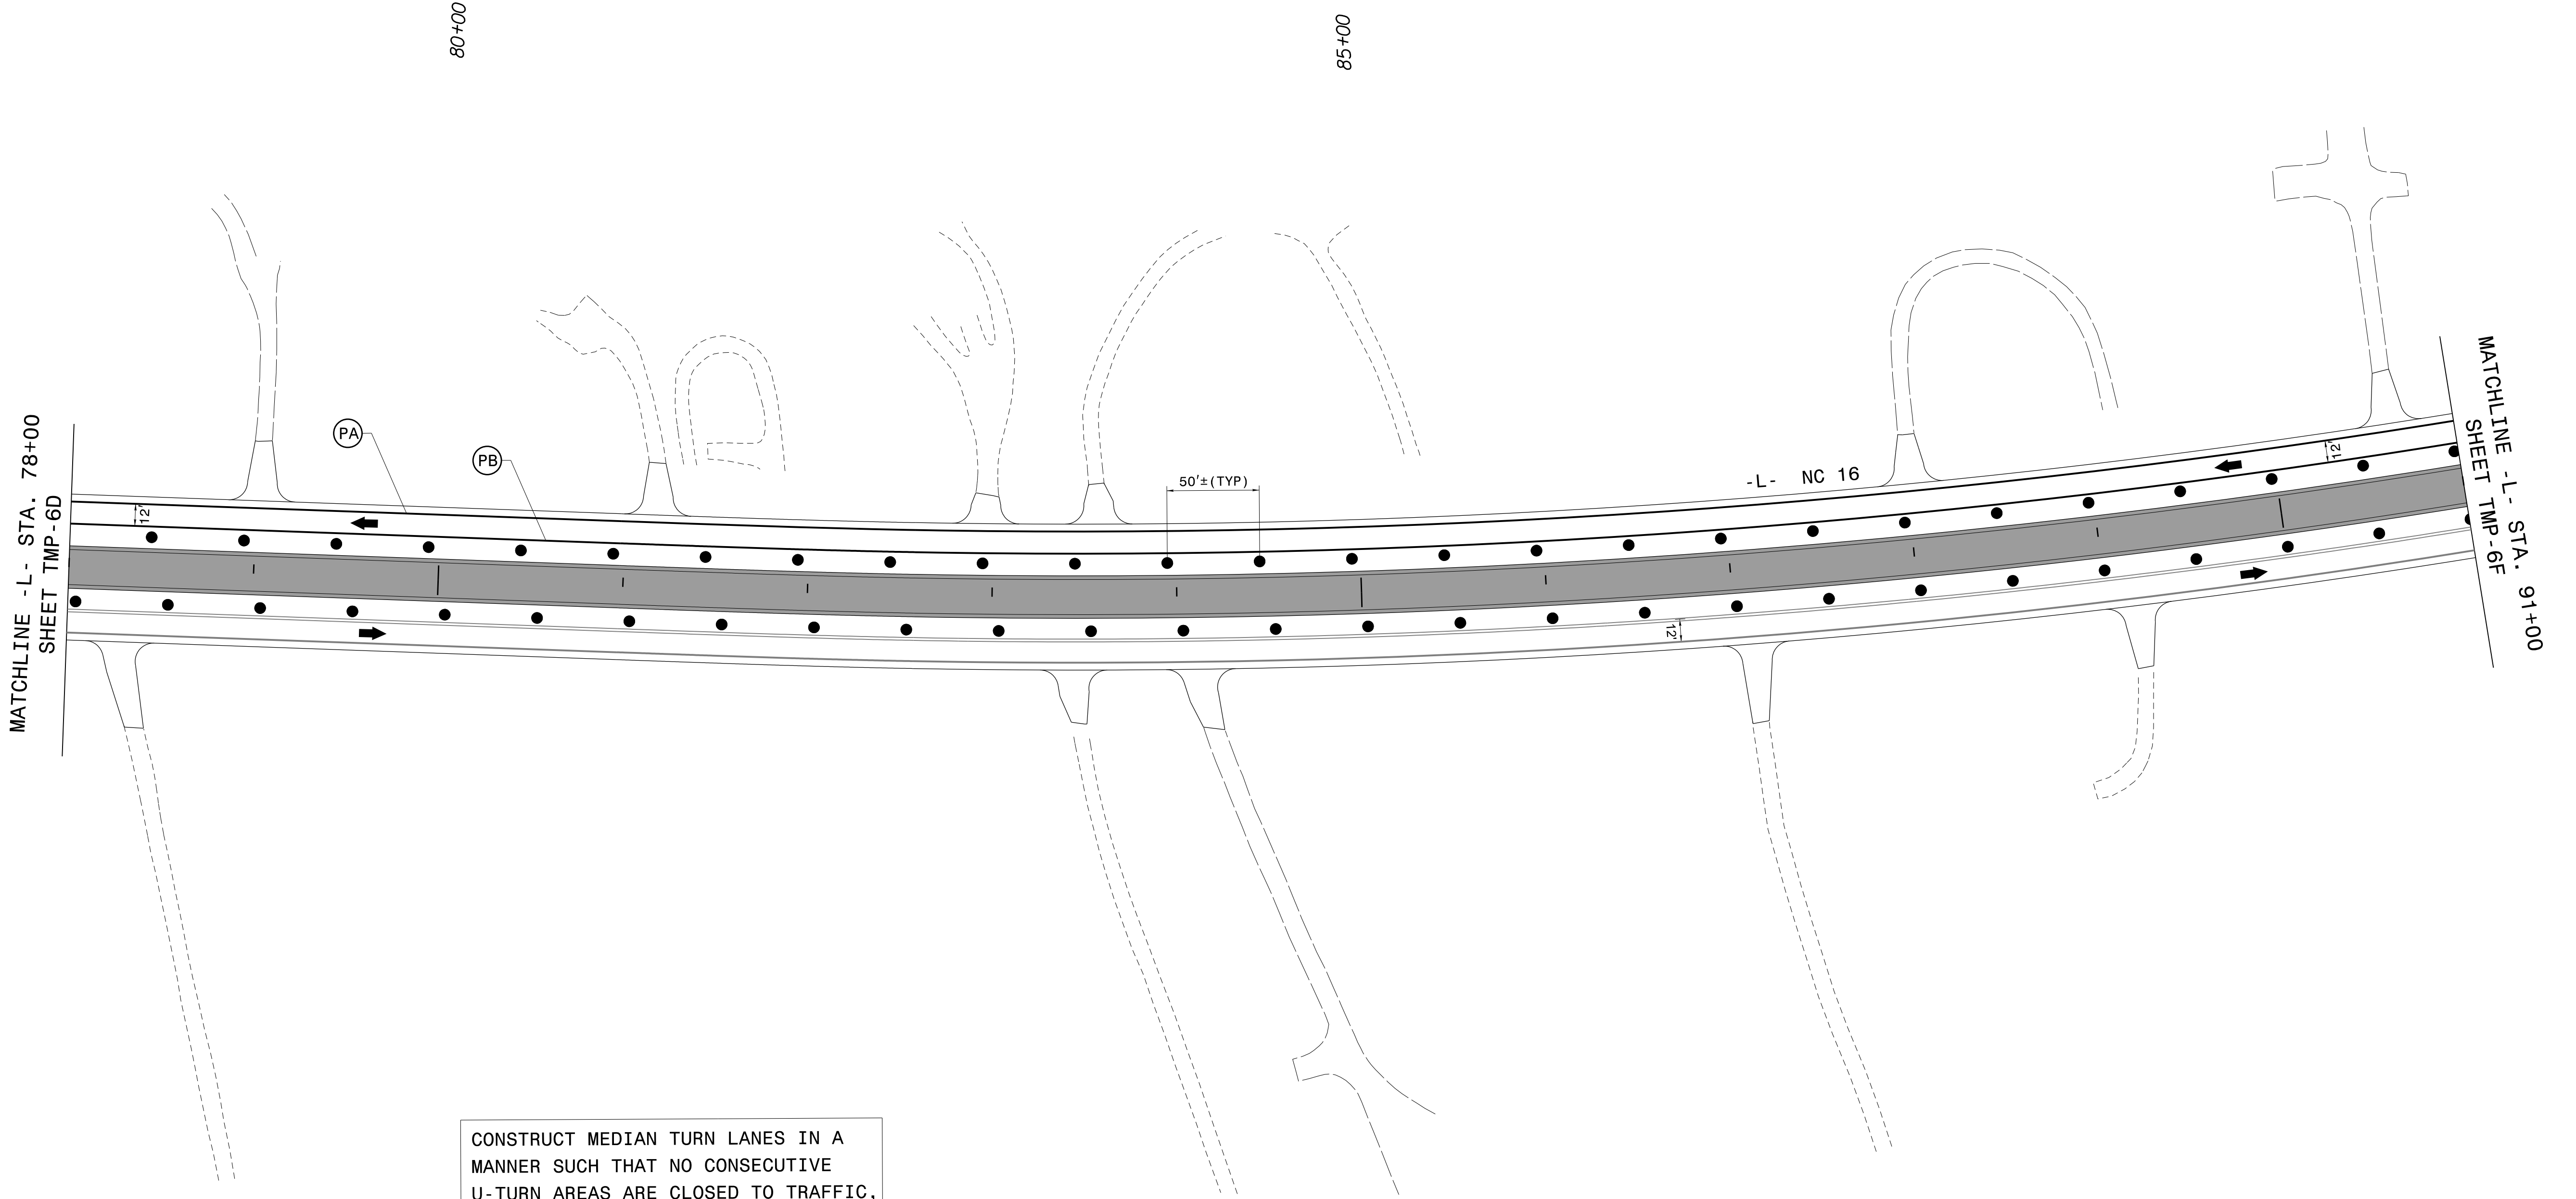 80+00
85+00
MATCHLINE -L- STA. 78+00
SHEET TMP-6D
PA
PB
12'
50'±(TYP)
-L- NC 16
12'
12'
MATCHLINE -L- STA. 91+00
SHEET TMP-6F
CONSTRUCT MEDIAN TURN LANES IN A
MANNER SUCH THAT NO CONSECUTIVE
U-TURN AREAS ARE CLOSED TO TRAFFIC,